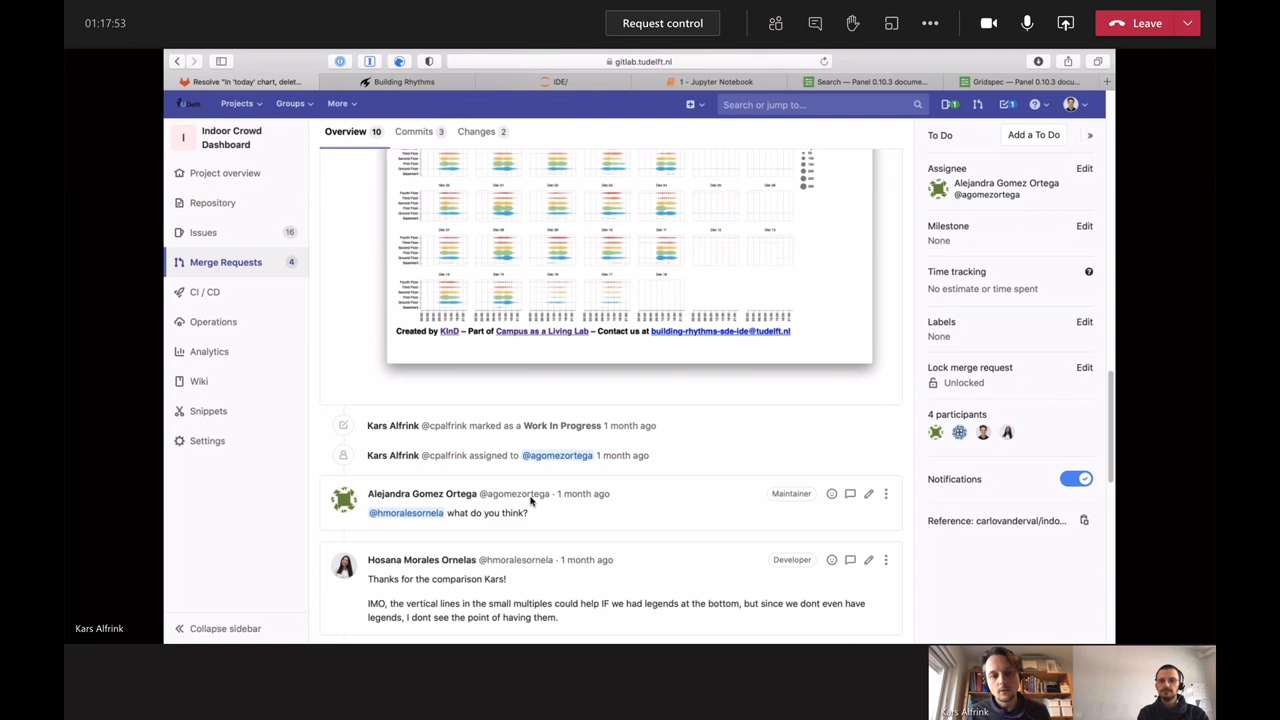 01:17:53
Request control
Leave
gitlab.tudelft.nl
Resolve "In 'today' chart, delet...
Building Rhythms
IDE/
1 - Jupyter Notebook
Search — Panel 0.10.3 docume...
Gridspec — Panel 0.10.3 docu...
TUDelft
Projects
Groups
More
Search or jump to...
1
1
I
Indoor Crowd
Dashboard
Project overview
Repository
Issues 16
Merge Requests 4
CI / CD
Operations
Analytics
Wiki
Snippets
Settings
Collapse sidebar
Overview 10
Commits 3
Changes 2
Created by KInD – Part of Campus as a Living Lab – Contact us at building-rhythms-sde-ide@tudelft.nl
Kars Alfrink @cpalfrink marked as a Work In Progress 1 month ago
Kars Alfrink @cpalfrink assigned to @agomezortega 1 month ago
Alejandra Gomez Ortega @agomezortega · 1 month ago
Maintainer
@hmoralesornela what do you think?
Hosana Morales Ornelas @hmoralesornela · 1 month ago
Developer
Thanks for the comparison Kars!
IMO, the vertical lines in the small multiples could help IF we had legends at the bottom, but since we dont even have
legends, I dont see the point of having them.
To Do
Add a To Do
Assignee
Edit
Alejandra Gomez Ortega
@agomezortega
Milestone
Edit
None
Time tracking
No estimate or time spent
Labels
Edit
None
Lock merge request
Edit
Unlocked
4 participants
Notifications
Reference: carlovanderval/indo...
Kars Alfrink
Kars Alfrink